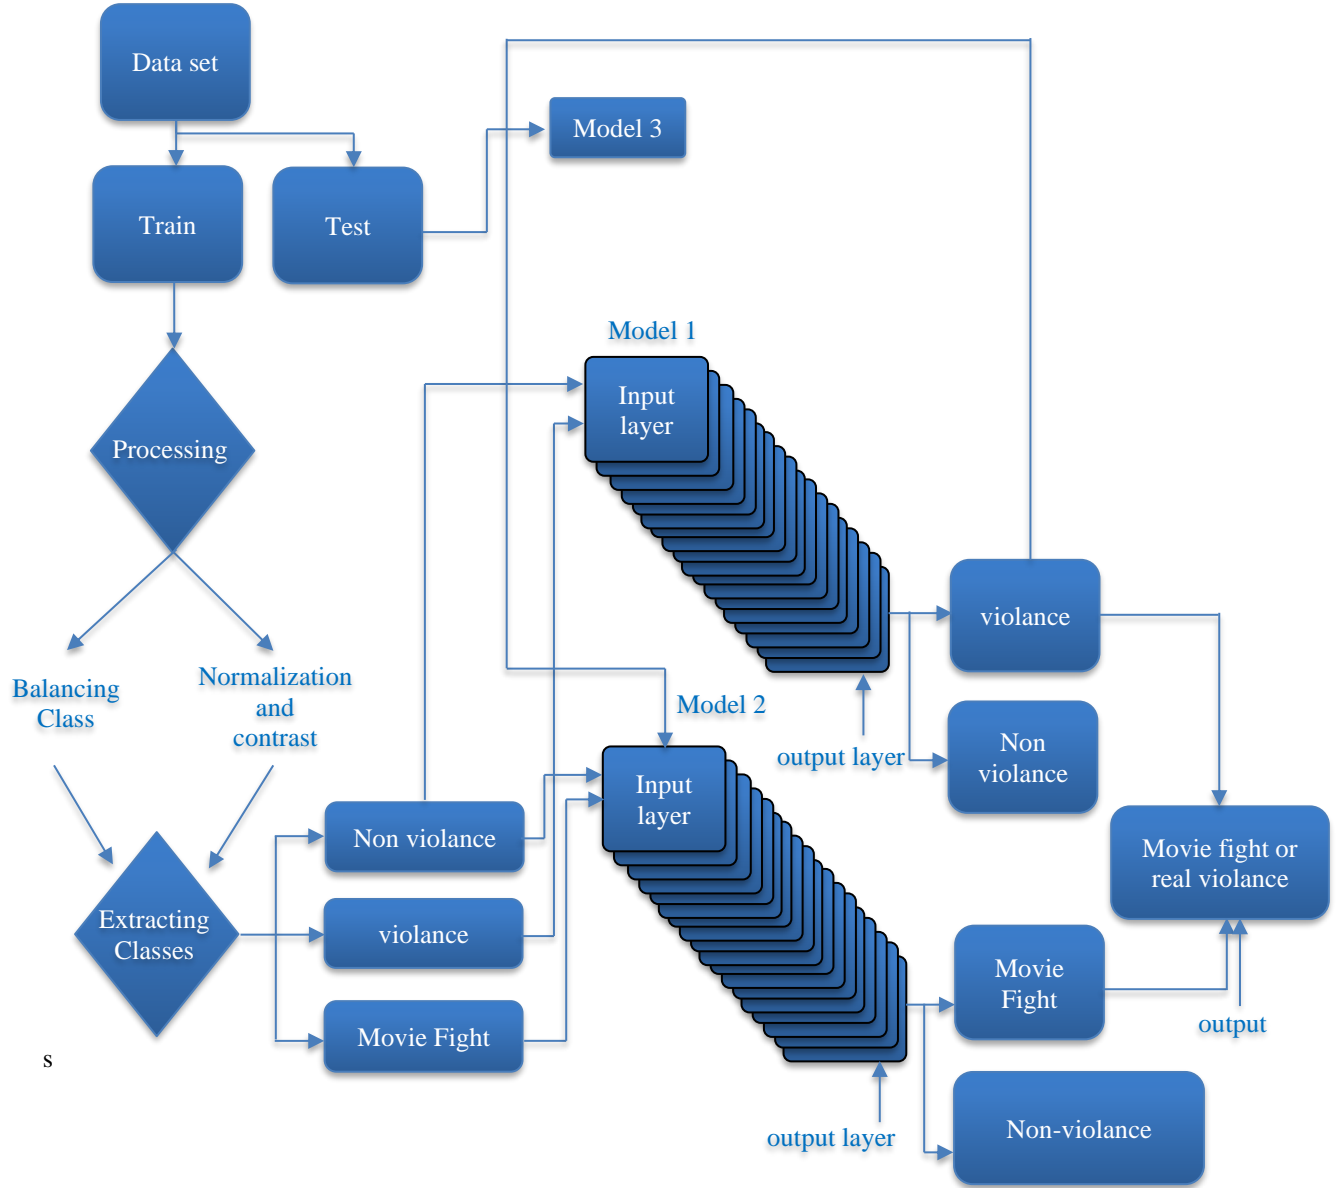 Data set
Model 3
Train
Test
Model 1
Input
layer
Processing
violance
Balancing
Class
Normalization
and
contrast
Model 2
output layer
Non
violance
Input
layer
Non violance
Movie fight or
real violance
Extracting
Classes
violance
Movie
Fight
output
Movie Fight
s
output layer
Non-violance